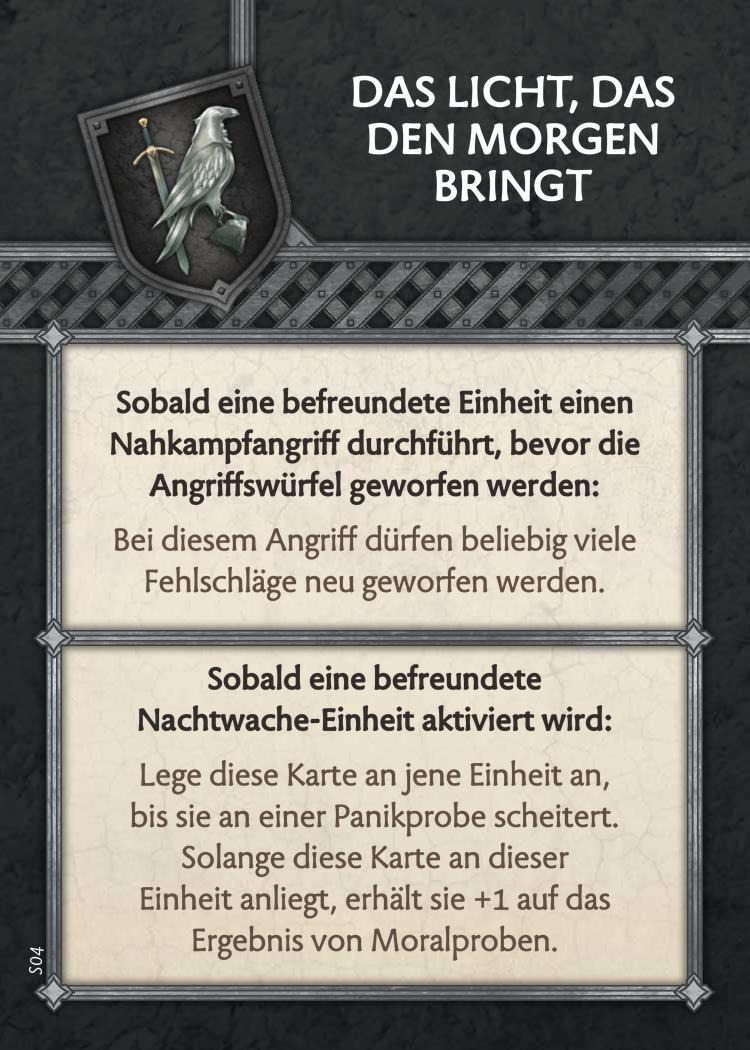 DAS LICHT, DAS
DEN MORGEN
BRINGT
Sobald eine befreundete Einheit einen
Nahkampfangriff durchführt, bevor die
Angriffswürfel geworfen werden:
Bei diesem Angriff dürfen beliebig viele
Fehlschläge neu geworfen werden.
Sobald eine befreundete
Nachtwache-Einheit aktiviert wird:
Lege diese Karte an jene Einheit an,
bis sie an einer Panikprobe scheitert.
Solange diese Karte an dieser
Einheit anliegt, erhält sie +1 auf das
Ergebnis von Moralproben.
S04